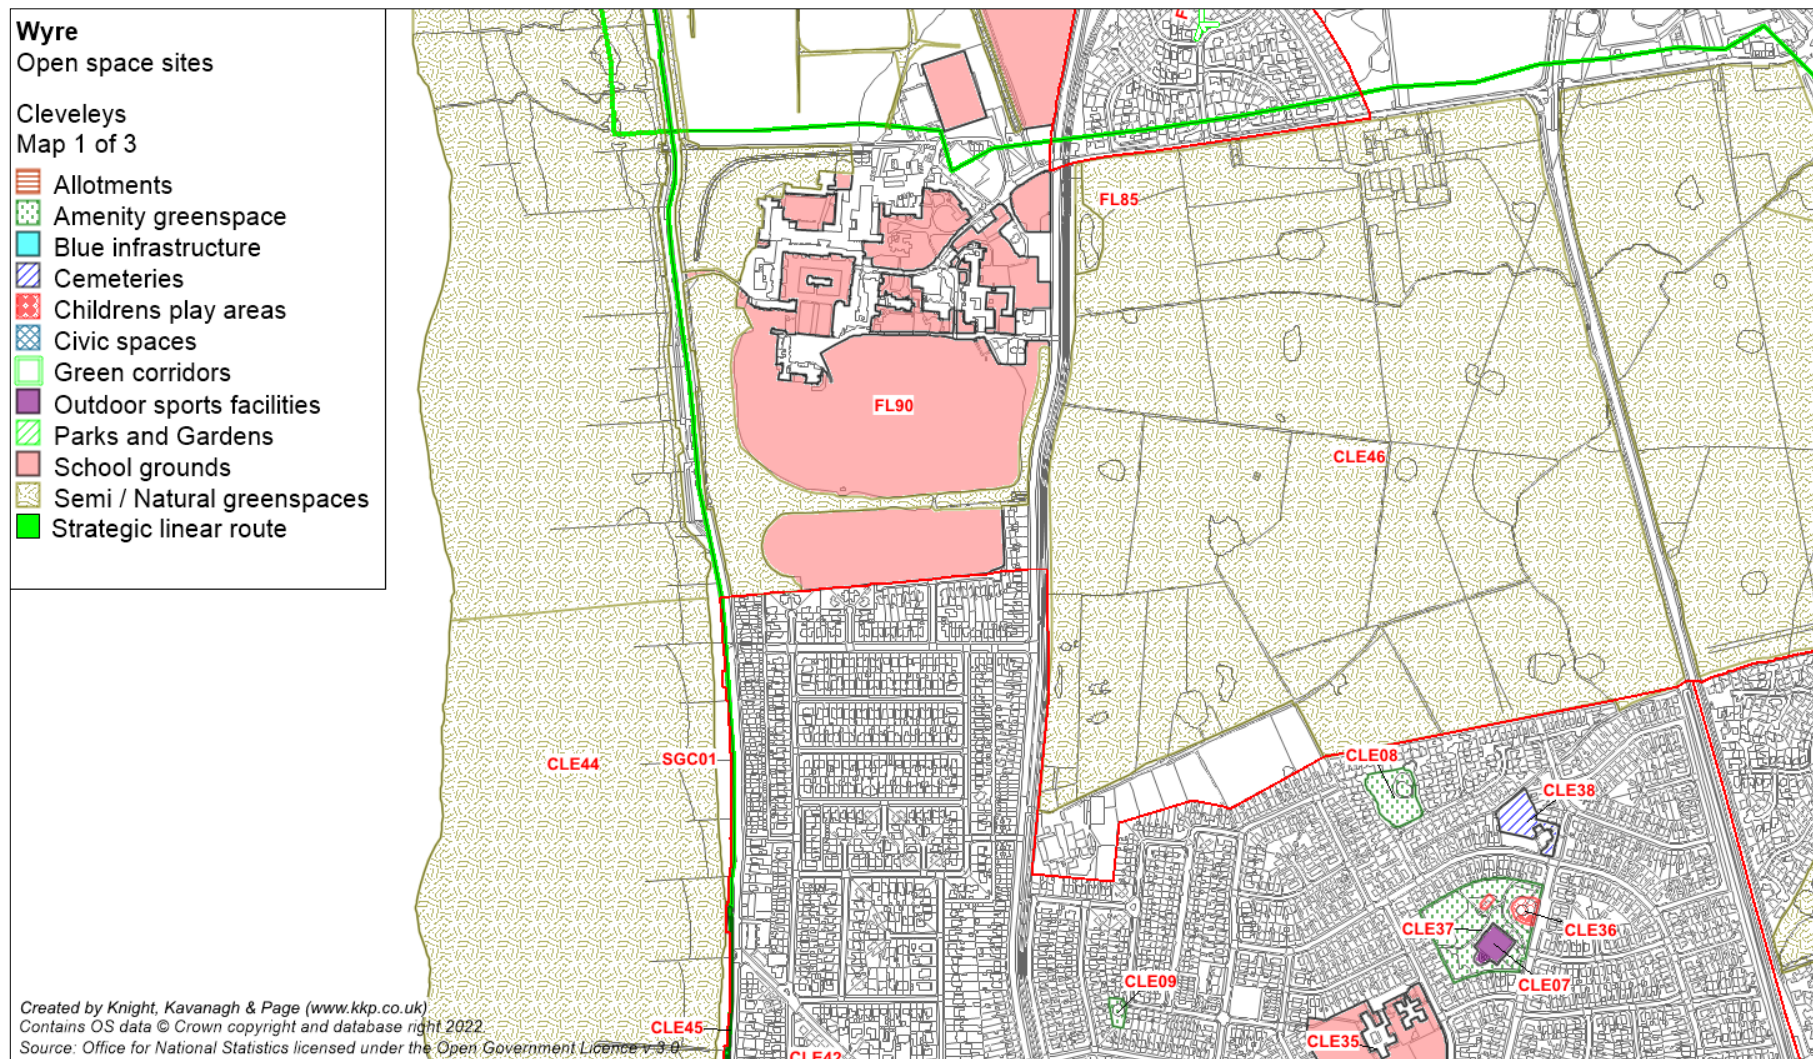 Wyre
Open space sites
Cleveleys
Map 1 of 3
Allotments
Amenity greenspace
Blue infrastructure
Cemeteries
Childrens play areas
Civic spaces
Green corridors
Outdoor sports facilities
Parks and Gardens
School grounds
Semi / Natural greenspaces
Strategic linear route
FL85
FL90
CLE46
CLE08
SGC01
CLE44
CLE38
CLE37
CLE36
CLE09
CLE07
CLE45
CLE35
CLE42
Created by Knight, Kavanagh & Page (www.kkp.co.uk)
Contains OS data © Crown copyright and database right 2022
Source: Office for National Statistics licensed under the Open Government Licence v 3.0